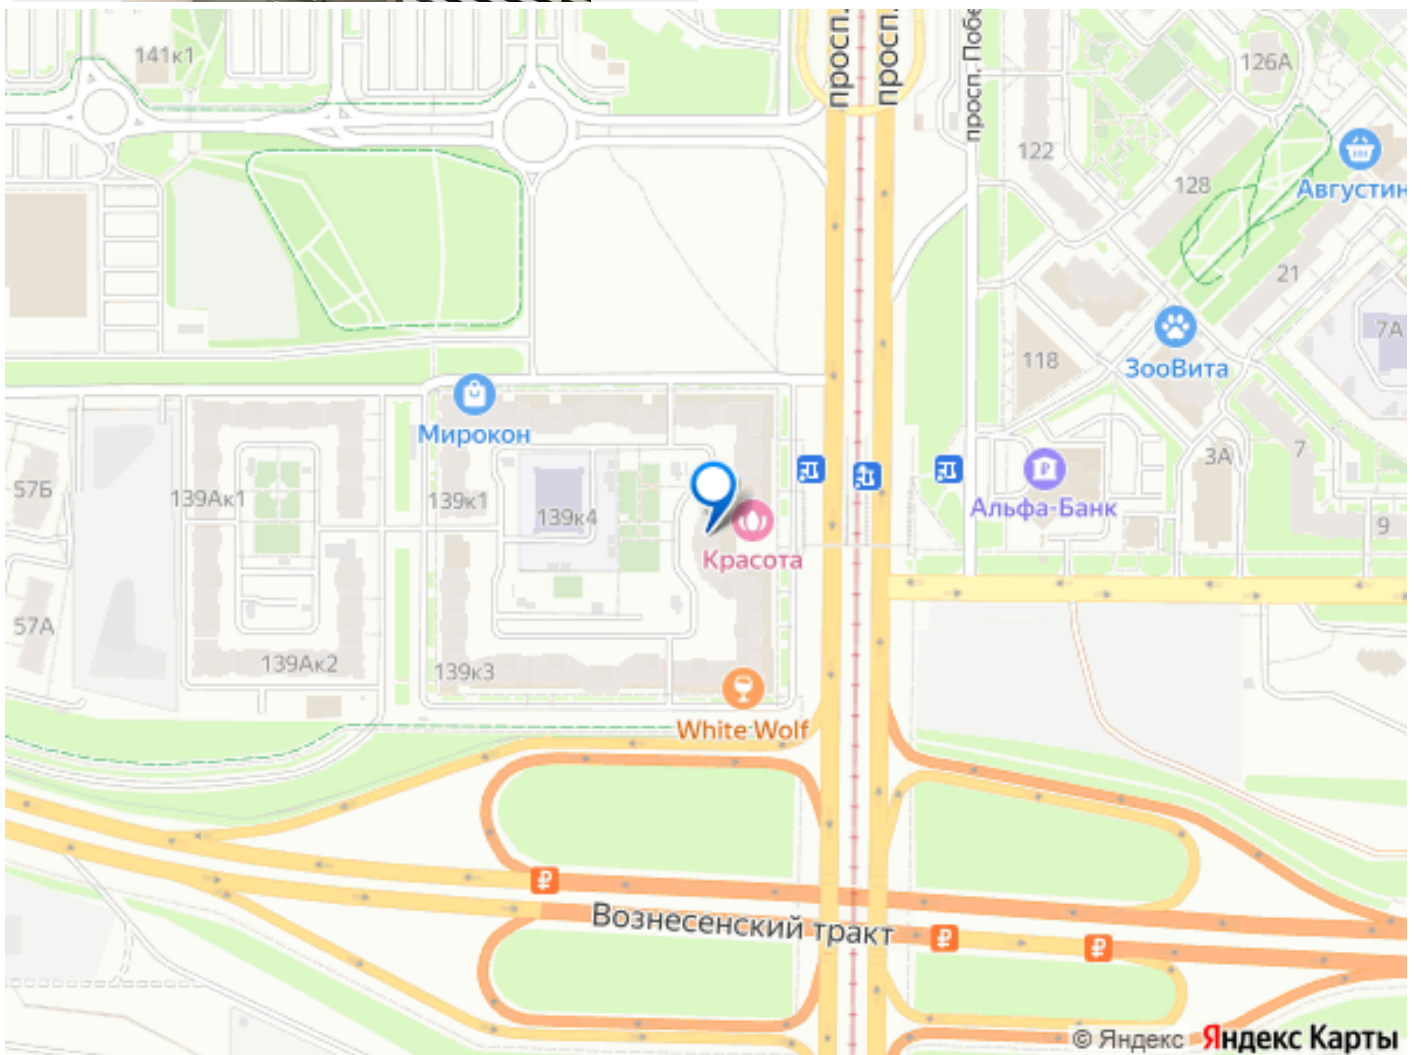 141к1
просп.
просп.
просп. Побе
126А
122
128
Августин
21
7А
118
ЗооВита
Мирокон
57Б
139Ак1
139к1
139к4
3А
7
Альфа-Банк
9
Красота
57А
139Ак2
139к3
White Wolf
Вознесенский тракт
© Яндекс Яндекс Карты